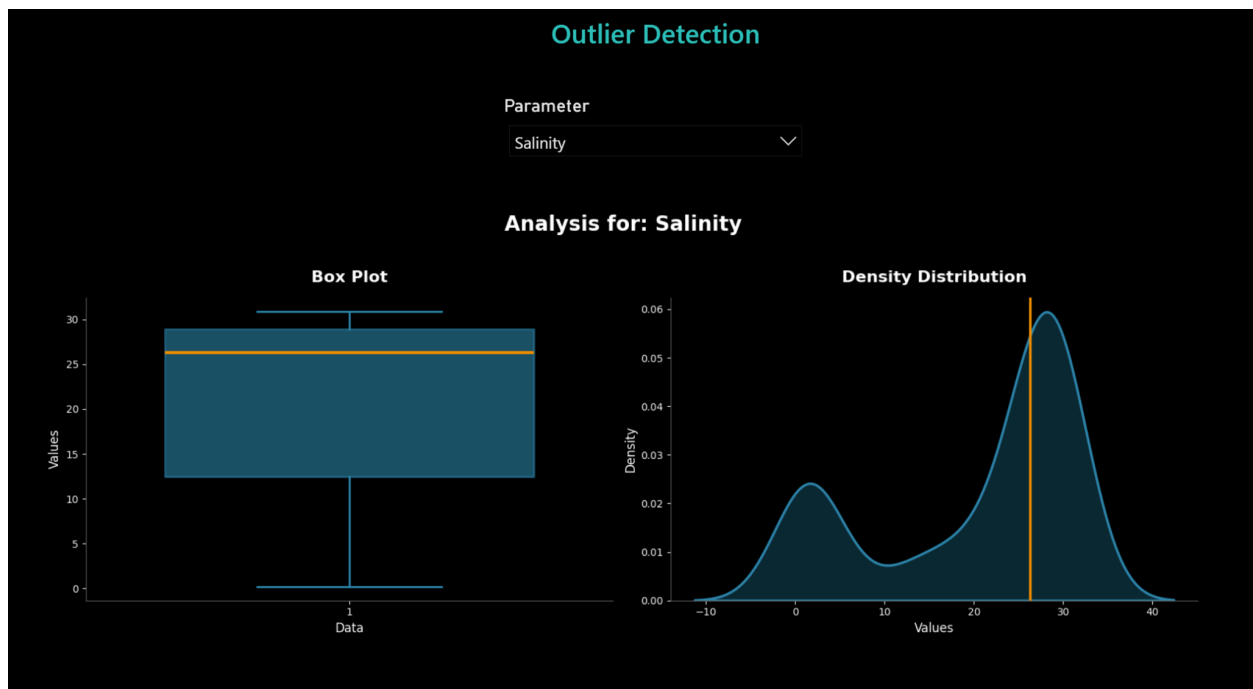 Outlier Detection
Parameter
Salinity
Analysis for: Salinity
Box Plot
30
25
20
15
10
5
0
Values
1
Data
Density Distribution
0.06
0.05
0.04
0.03
0.02
0.01
0.00
Density
−10 0 10 20 30 40
Values